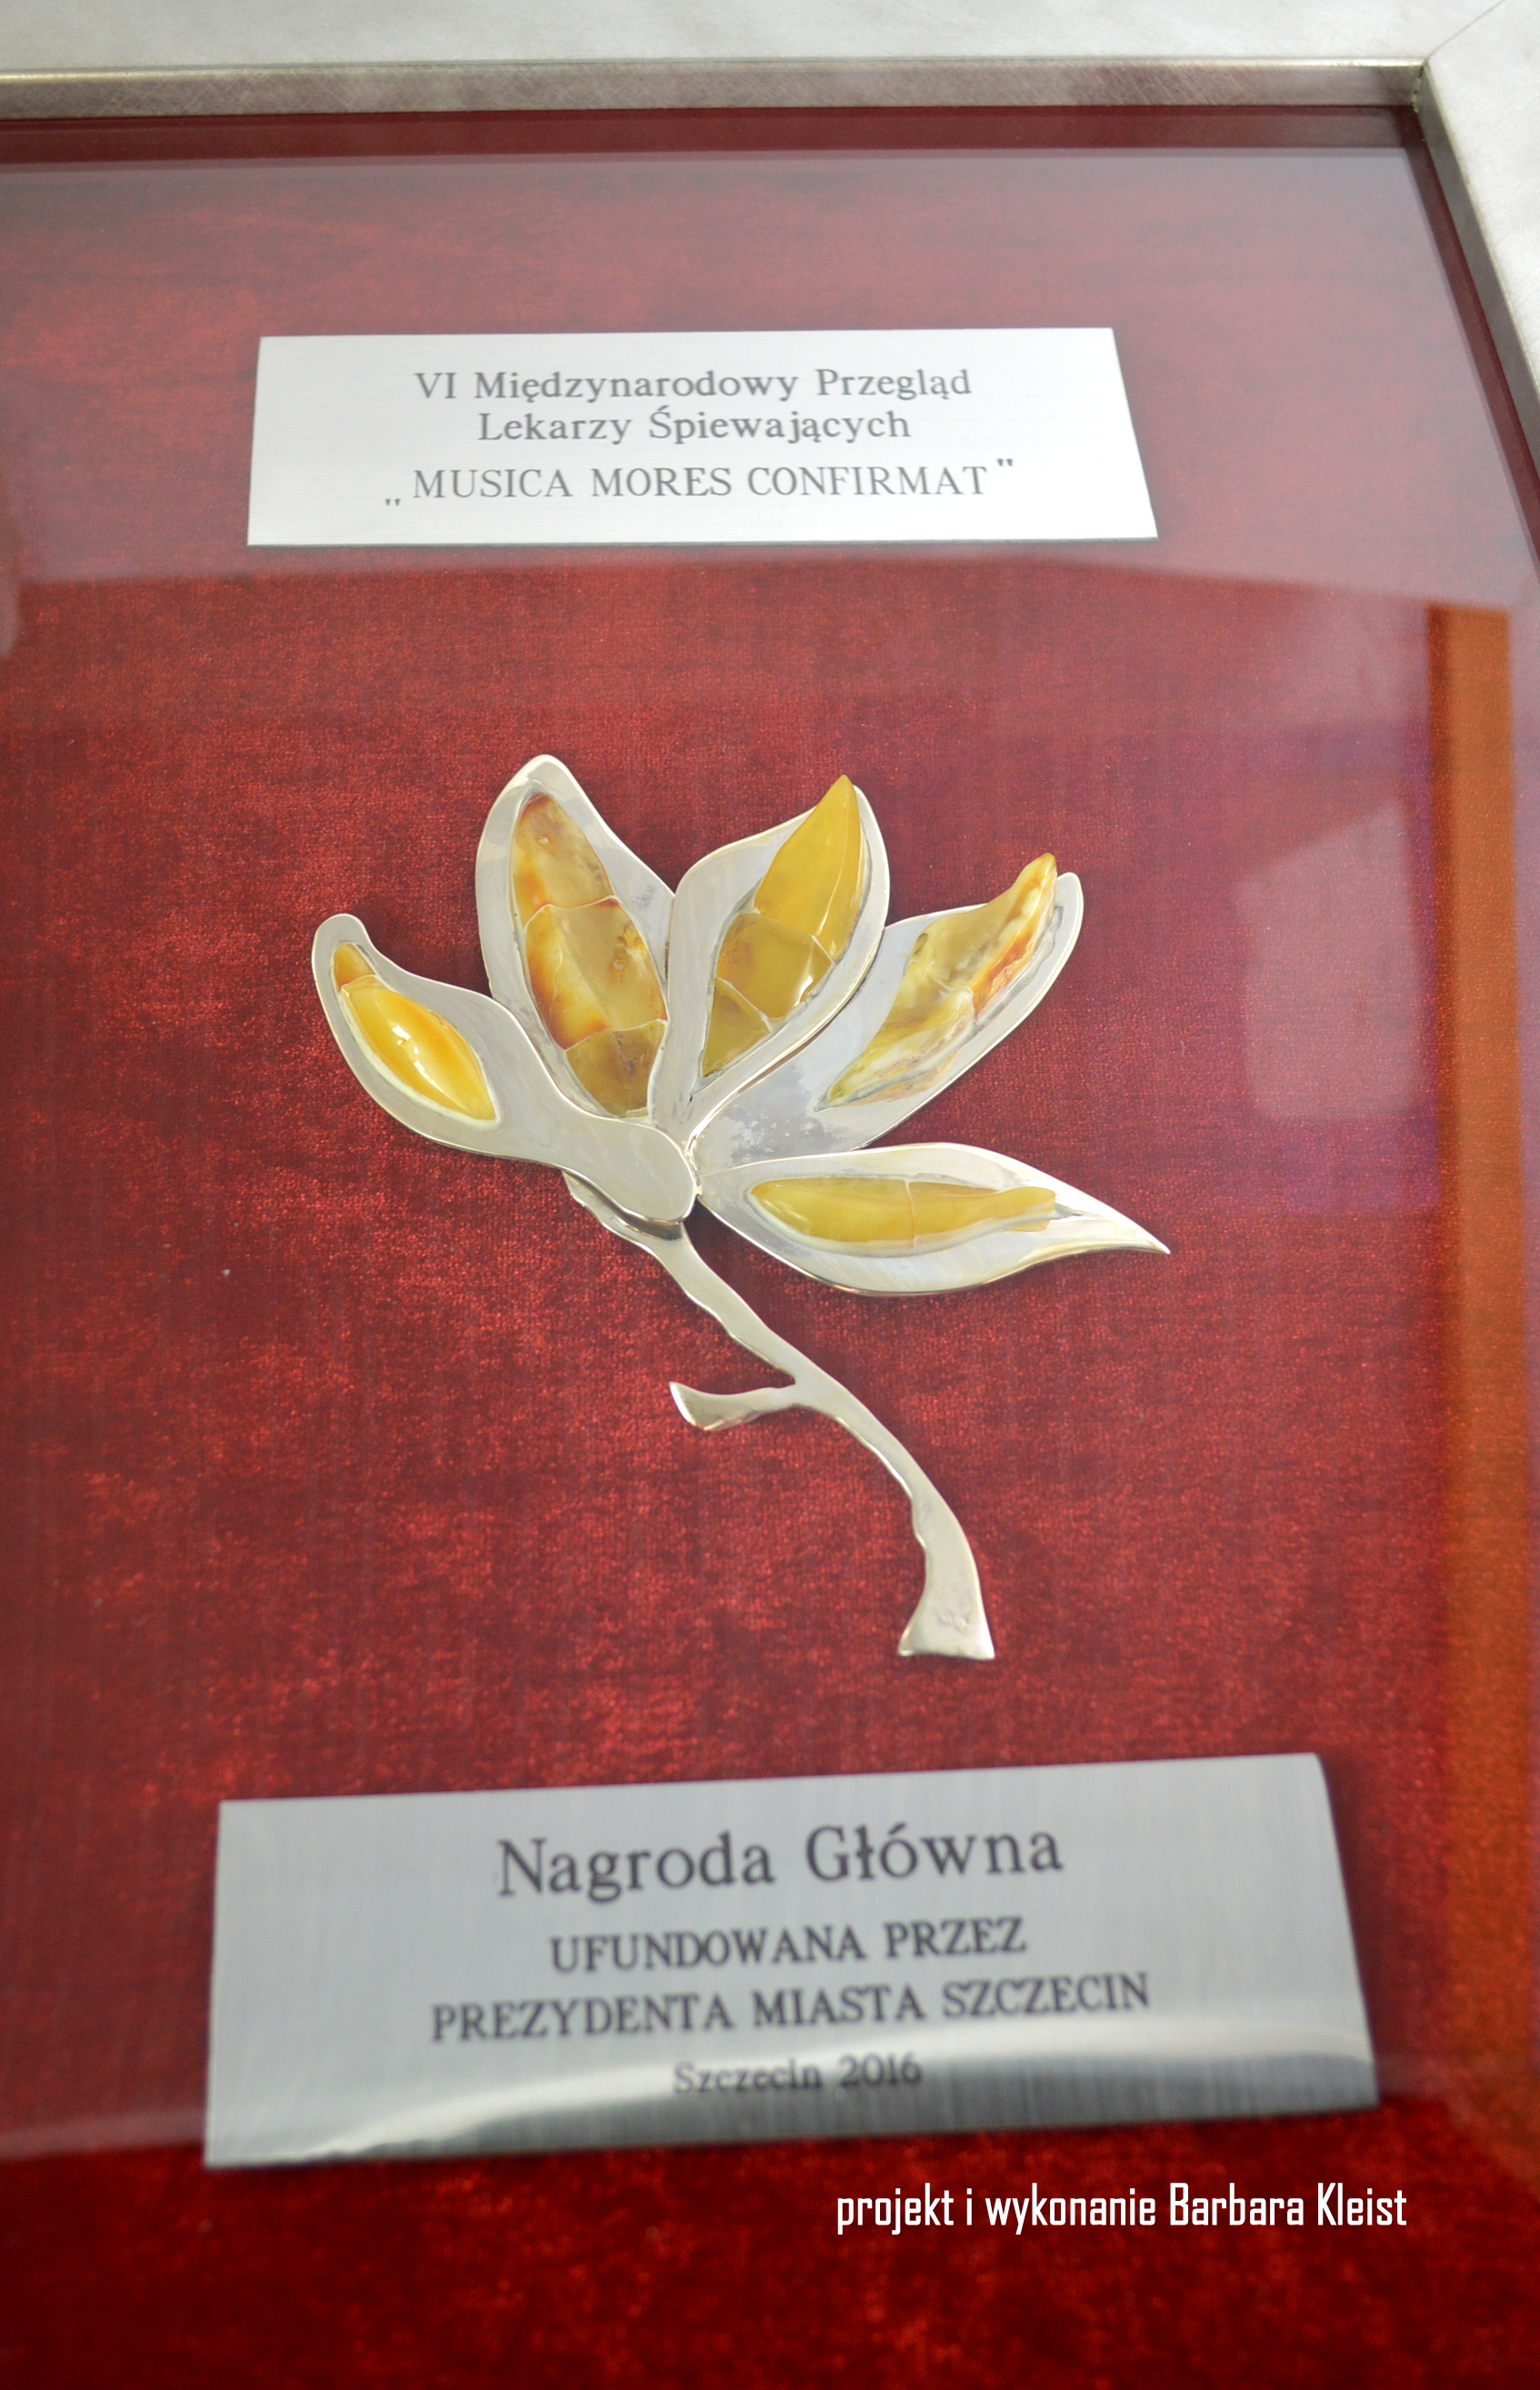 VI Międzynarodowy Przegląd
Lekarzy Śpiewających
„MUSICA MORES CONFIRMAT"
Nagroda Główna
UFUNDOWANA PRZEZ
PREZYDENTA MIASTA SZCZECIN
Szczecin 2016
projekt i wykonanie Barbara Kleist